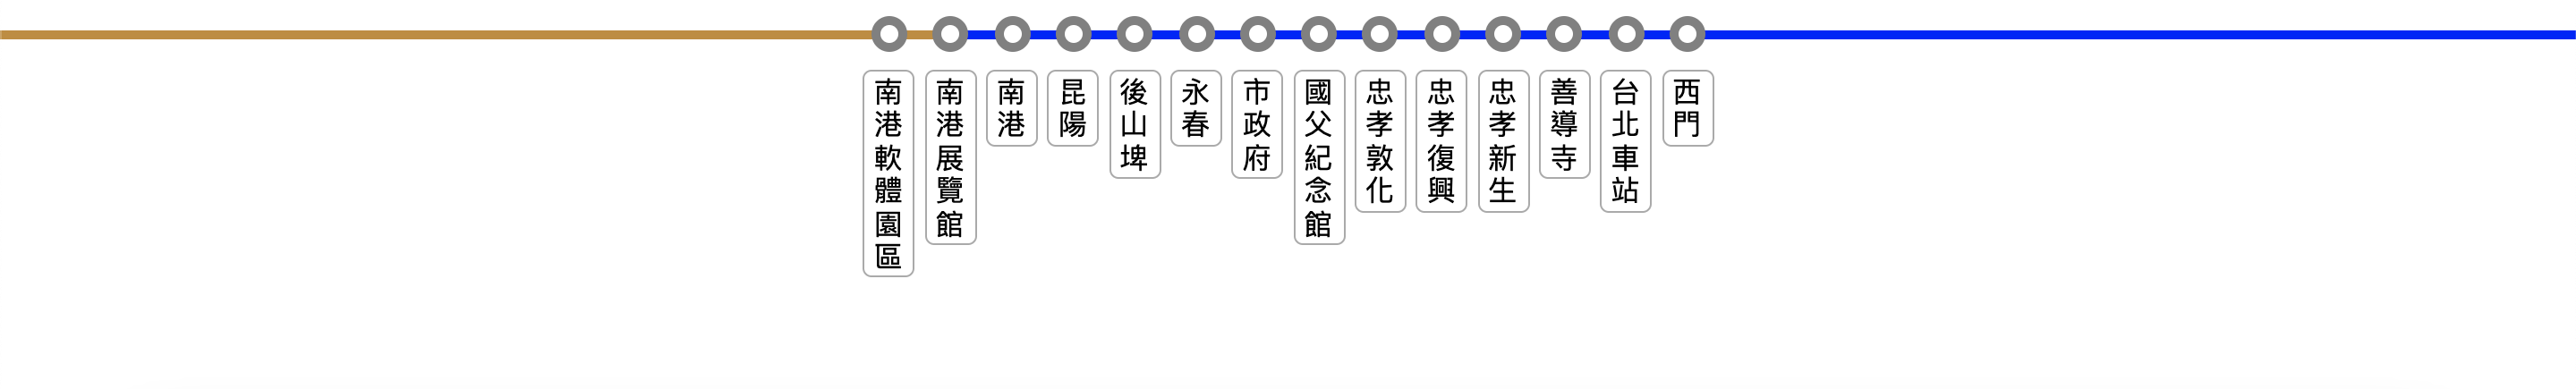 南港軟體園區
南港展覽館
南港
昆陽
後山埤
永春
市政府
國父紀念館
忠孝敦化
忠孝復興
忠孝新生
善導寺
台北車站
西門